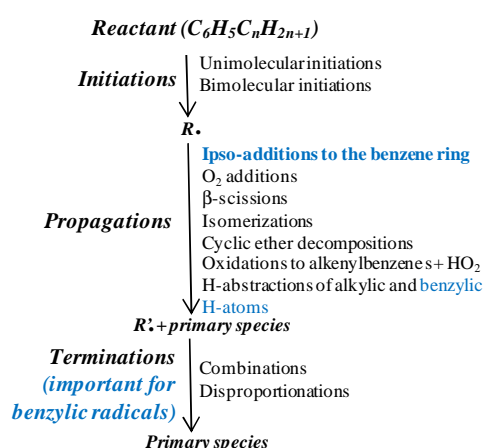 Reactant (C6H5CnH2n+1)
Initiations
Unimolecular initiations
Bimolecular initiations
R•
Propagations
Ipso-additions to the benzene ring
O2 additions
β-scissions
Isomerizations
Cyclic ether decompositions
Oxidations to alkenylbenzenes + HO2
H-abstractions of alkylic and benzylic
H-atoms
R'• + primary species
Terminations
(important for
benzylic radicals)
Combinations
Disproportionations
Primary species